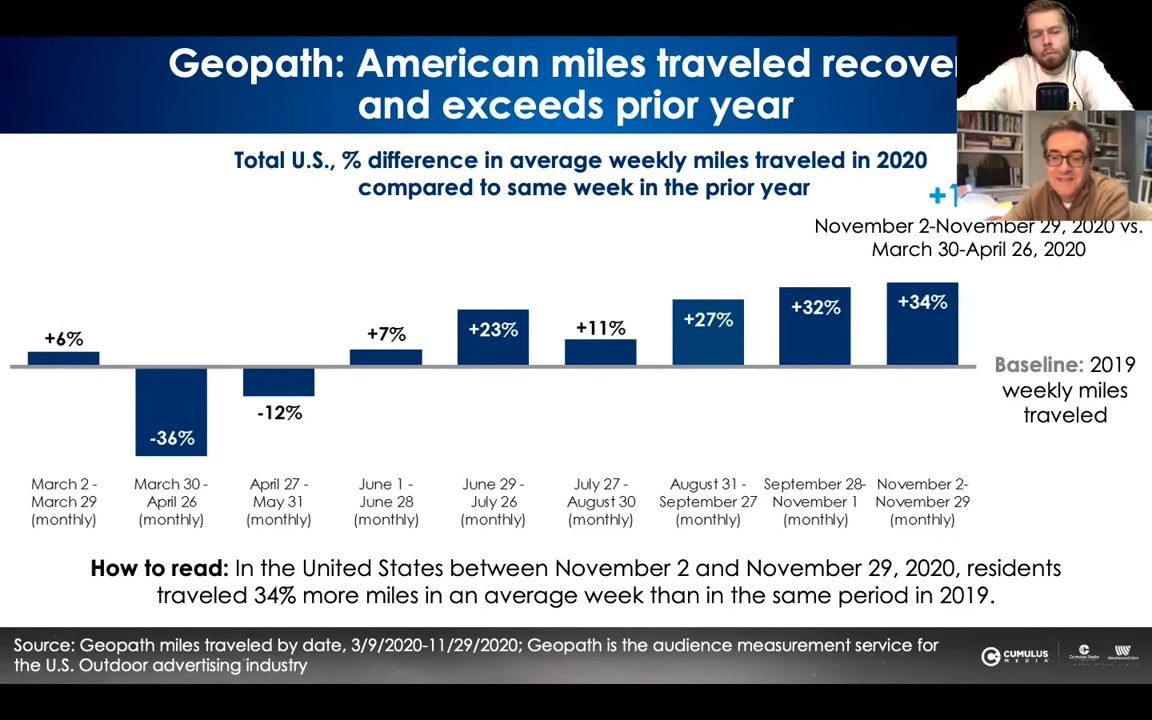 Geopath: American miles traveled recover
and exceeds prior year
Total U.S., % difference in average weekly miles traveled in 2020
compared to same week in the prior year
+1
November 2-November 29, 2020 vs.
March 30-April 26, 2020
+6%
-36%
-12%
+7%
+23%
+11%
+27%
+32%
+34%
Baseline: 2019
weekly miles
traveled
March 2 -
March 29
(monthly)
March 30 -
April 26
(monthly)
April 27 -
May 31
(monthly)
June 1 -
June 28
(monthly)
June 29 -
July 26
(monthly)
July 27 -
August 30
(monthly)
August 31 -
September 27
(monthly)
September 28-
November 1
(monthly)
November 2-
November 29
(monthly)
How to read: In the United States between November 2 and November 29, 2020, residents
traveled 34% more miles in an average week than in the same period in 2019.
Source: Geopath miles traveled by date, 3/9/2020-11/29/2020; Geopath is the audience measurement service for
the U.S. Outdoor advertising industry
CUMULUS
MEDIA